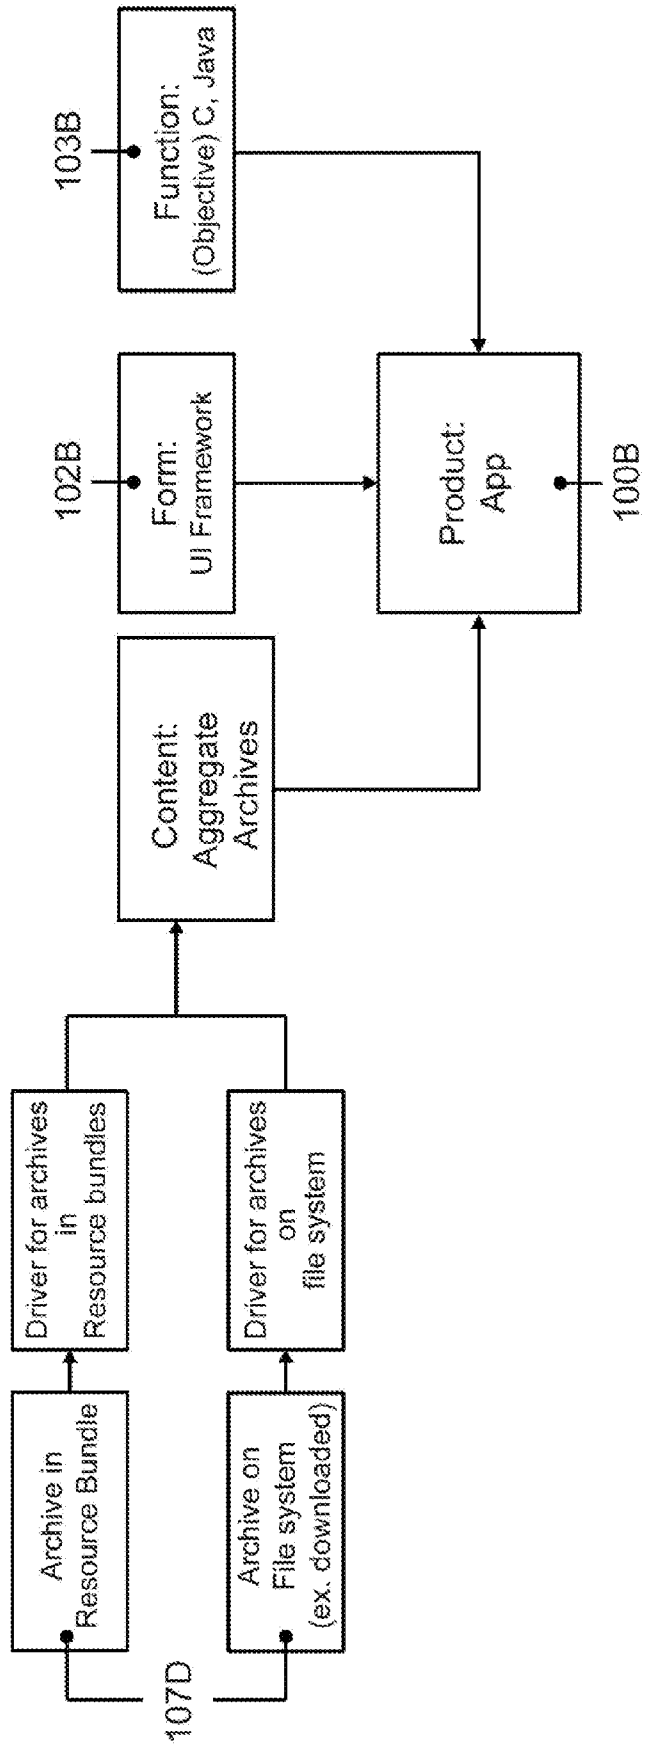 107D
Archive in
Resource Bundle
Archive on
File system
(ex. downloaded)
Driver for archives
in
Resource bundles
Driver for archives
on
file system
Content:
Aggregate
Archives
102B
Form:
UI Framework
103B
Function:
(Objective) C, Java
Product:
App
100B